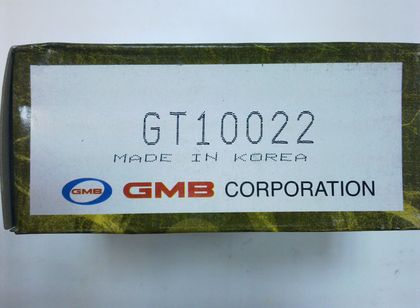 GT10022
MADE IN KOREA
GMB GMB CORPORATION